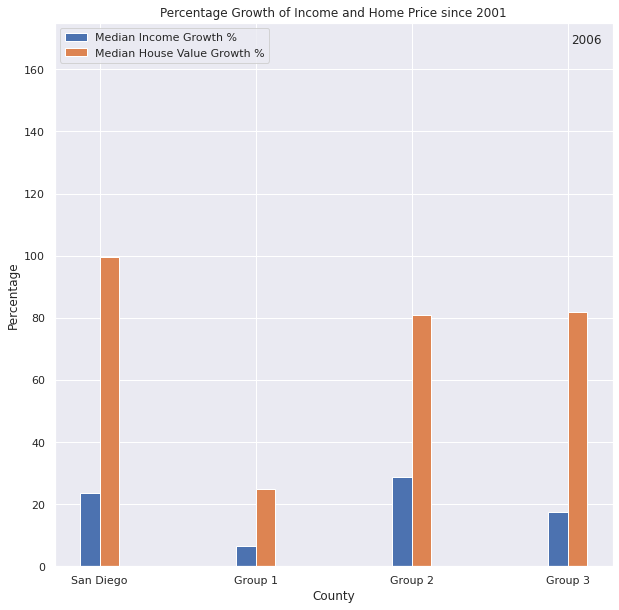 Percentage Growth of Income and Home Price since 2001
Median Income Growth %
Median House Value Growth %
2006
160
140
120
100
80
60
40
20
0
Percentage
San Diego
Group 1
Group 2
Group 3
County